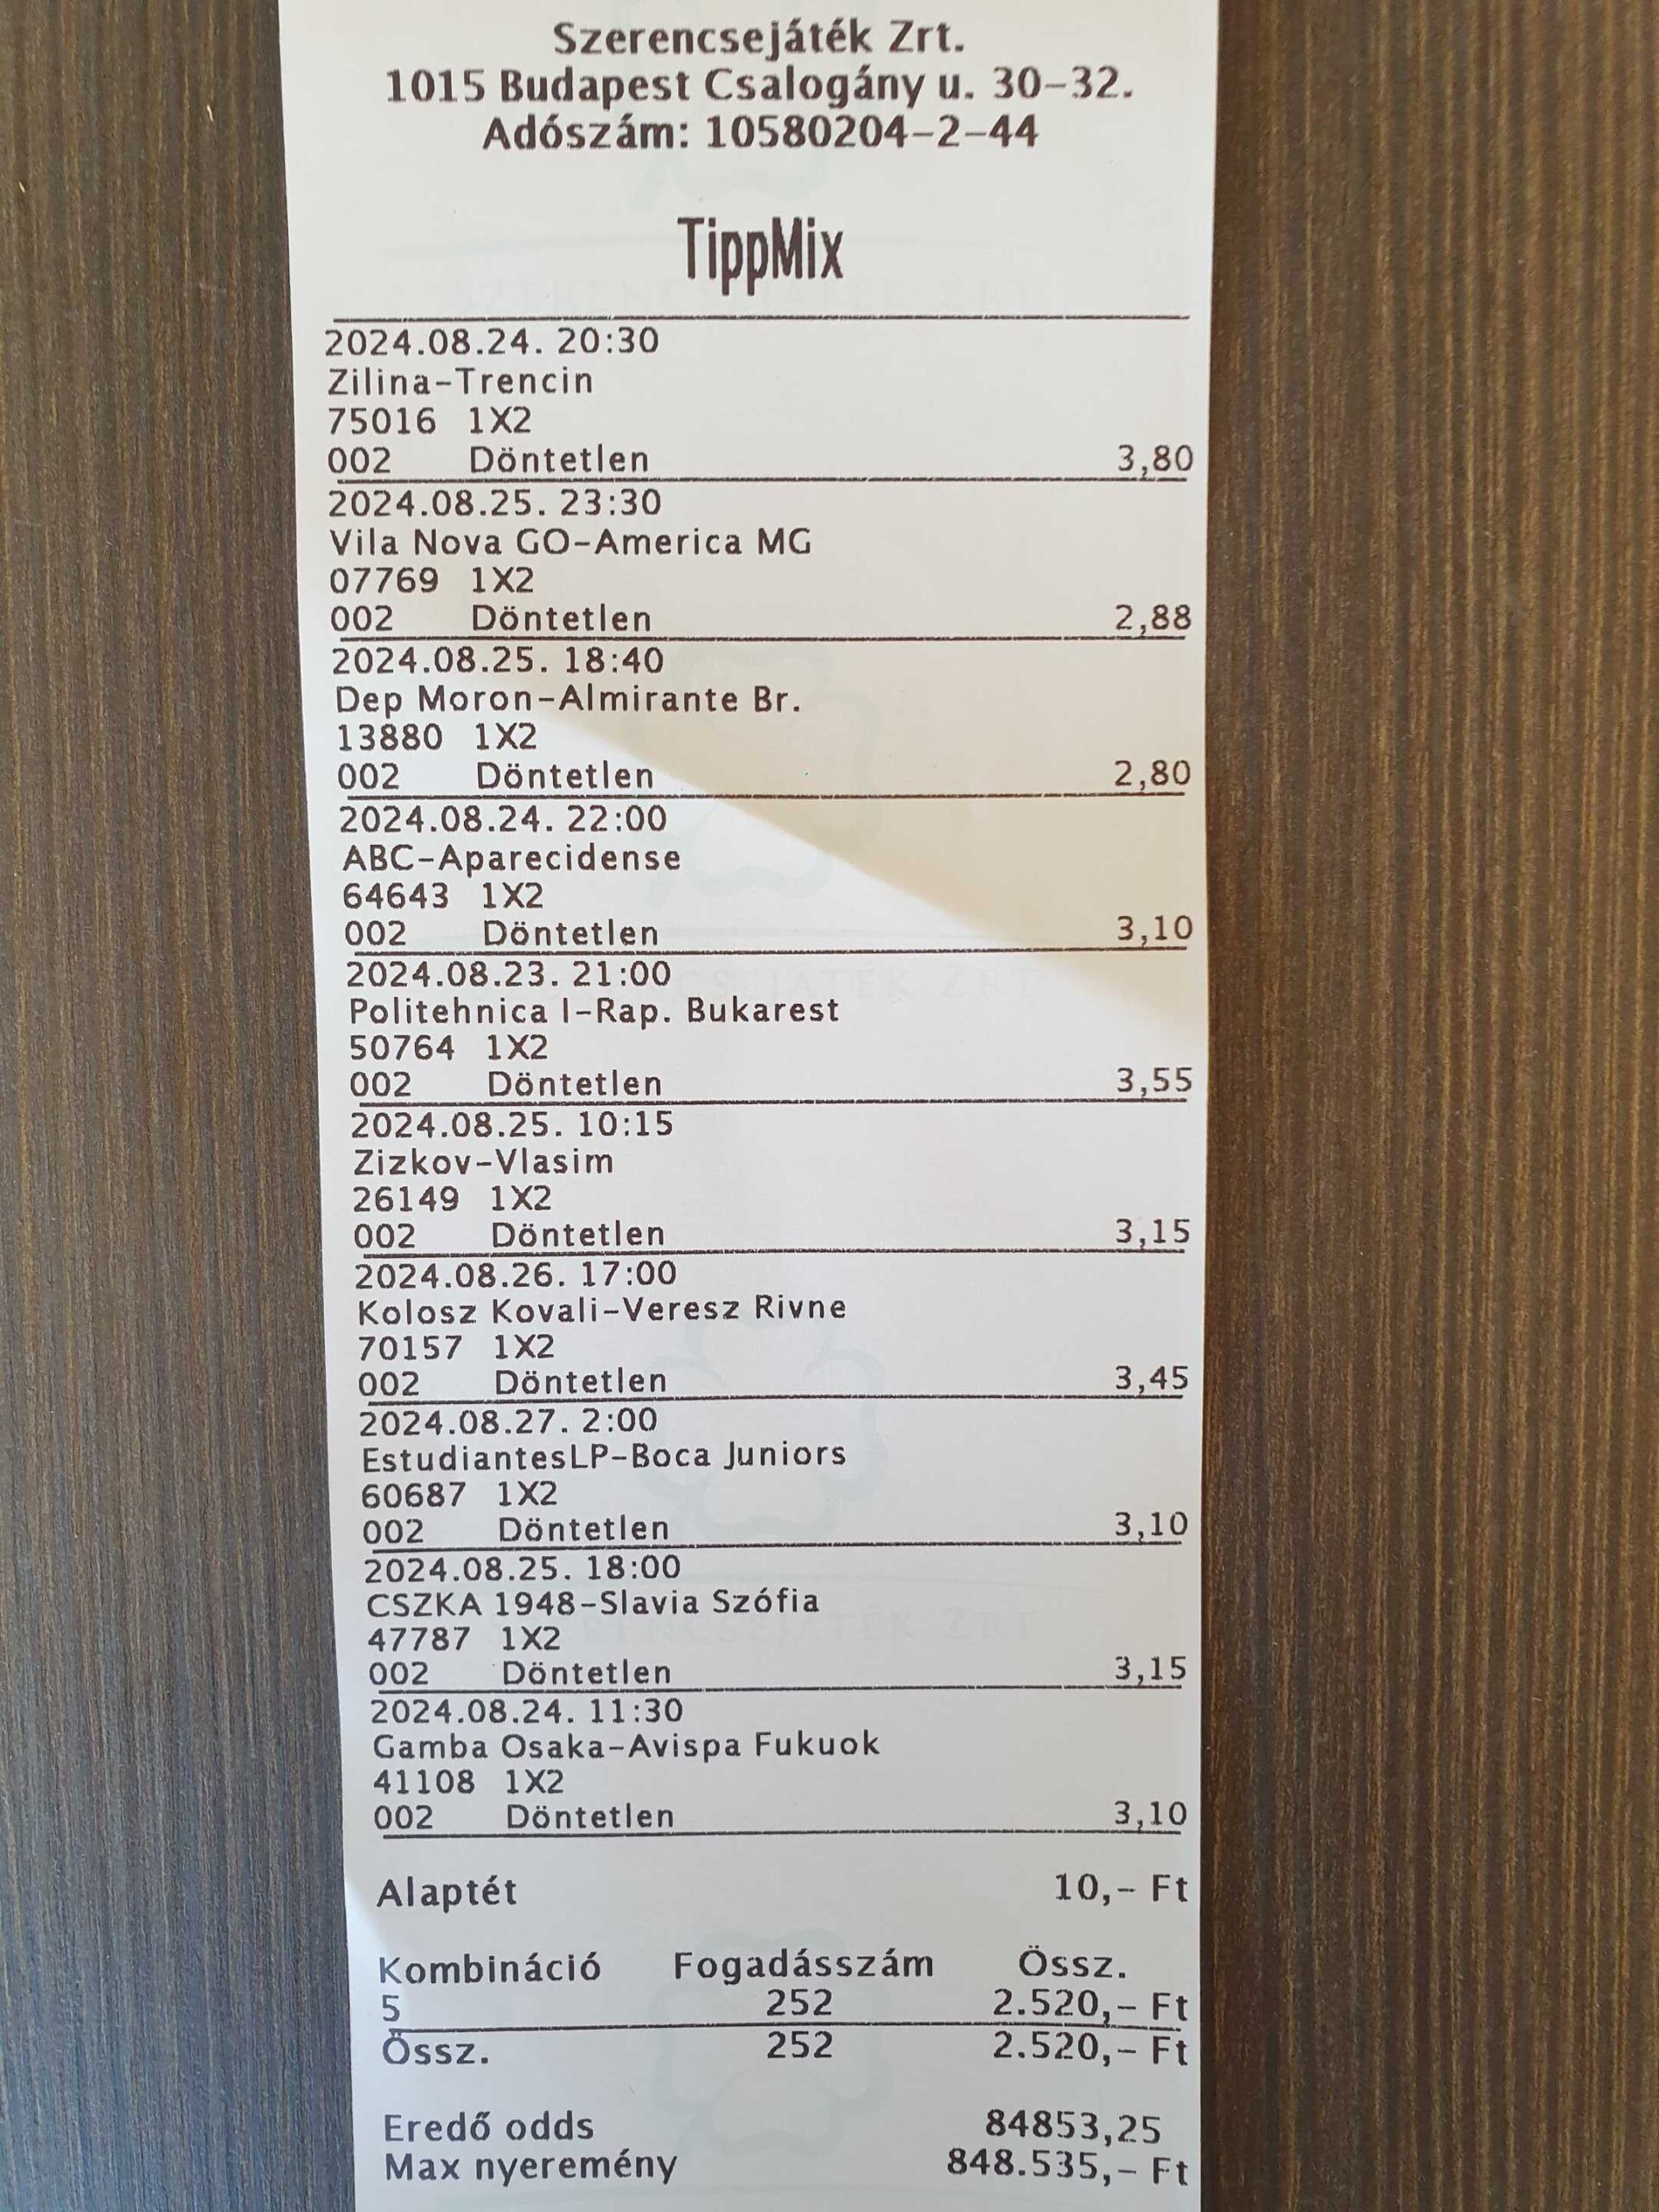 Szerencsejáték Zrt.
1015 Budapest Csalogány u. 30-32.
Adószám: 10580204-2-44
TippMix
2024.08.24. 20:30
Zilina-Trencin
75016 1X2
002 Döntetlen 3,80
2024.08.25. 23:30
Vila Nova GO-America MG
07769 1X2
002 Döntetlen 2,88
2024.08.25. 18:40
Dep Moron-Almirante Br.
13880 1X2
002 Döntetlen 2,80
2024.08.24. 22:00
ABC-Aparecidense
64643 1X2
002 Döntetlen 3,10
2024.08.23. 21:00
Politehnica I-Rap. Bukarest
50764 1X2
002 Döntetlen 3,55
2024.08.25. 10:15
Zizkov-Vlasim
26149 1X2
002 Döntetlen 3,15
2024.08.26. 17:00
Kolosz Kovali-Veresz Rivne
70157 1X2
002 Döntetlen 3,45
2024.08.27. 2:00
EstudiantesLP-Boca Juniors
60687 1X2
002 Döntetlen 3,10
2024.08.25. 18:00
CSZKA 1948-Slavia Szófia
47787 1X2
002 Döntetlen 3,15
2024.08.24. 11:30
Gamba Osaka-Avispa Fukuok
41108 1X2
002 Döntetlen 3,10
Alaptét 10,- Ft
Kombináció Fogadásszám Össz.
5 252 2.520,- Ft
Össz. 252 2.520,- Ft
Eredő odds 84853,25
Max nyeremény 848.535,- Ft